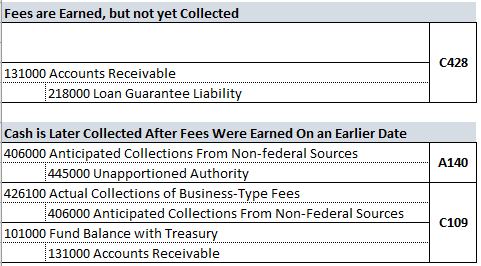 Fees are Earned, but not yet Collected
C428
131000 Accounts Receivable
218000 Loan Guarantee Liability
Cash is Later Collected After Fees Were Earned On an Earlier Date
406000 Anticipated Collections From Non-federal Sources
A140
445000 Unapportioned Authority
426100 Actual Collections of Business-Type Fees
C109
406000 Anticipated Collections From Non-Federal Sources
101000 Fund Balance with Treasury
131000 Accounts Receivable